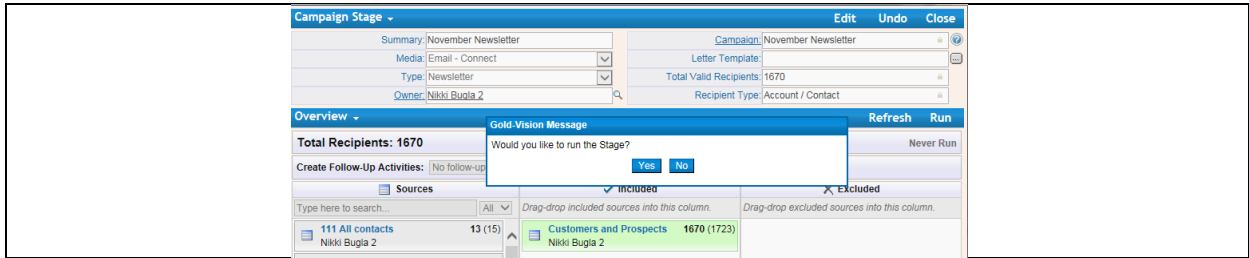 Campaign Stage Edit Undo Close
Summary: November Newsletter Campaign: November Newsletter
Media: Email - Connect Letter Template:
Type: Newsletter Total Valid Recipients: 1670
Owner: Nikki Bugla 2 Recipient Type: Account / Contact
Overview Refresh Run
Gold-Vision Message
Total Recipients: 1670 Never Run
Would you like to run the Stage?
Create Follow-Up Activities: No follow-up
Yes No
Sources Included Excluded
Type here to search... All Drag-drop included sources into this column. Drag-drop excluded sources into this column.
111 All contacts 13 (15) Customers and Prospects 1670 (1723)
Nikki Bugla 2 Nikki Bugla 2